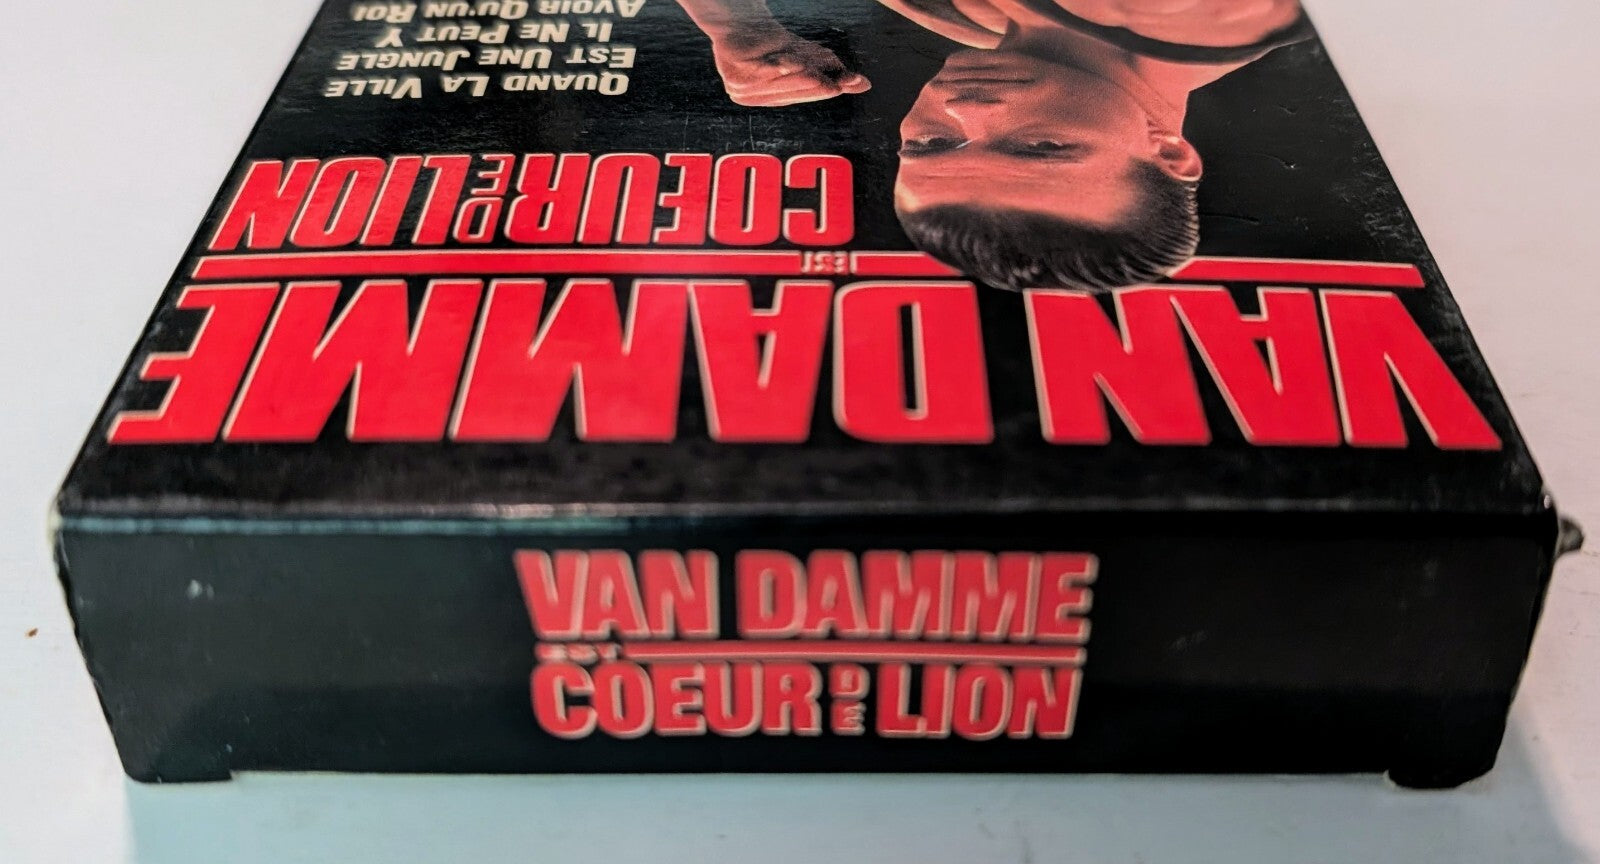 VAN DAMME
EST
COEUR DE LION
QUAND LA VILLE
EST UNE JUNGLE
IL NE PEUT Y
AVOIR QU'UN ROI
VAN DAMME
EST
COEUR DE LION